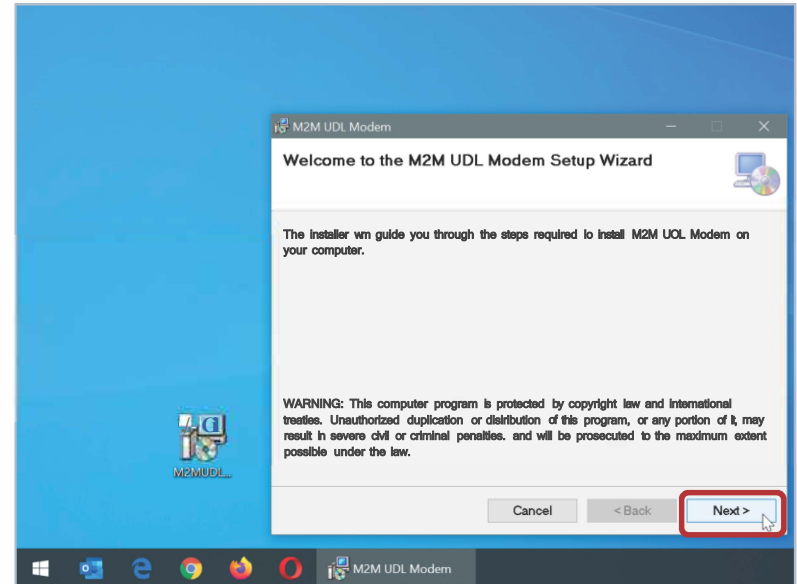 M2M UDL Modem
Welcome to the M2M UDL Modem Setup Wizard
The installer wm guide you through the steps required lo install M2M UOL Modem on
your computer.
WARNING: This computer program is protected by copyright law and international
treaties. Unauthorized duplication or disiribution of this program, or any portion of it, may
result in severe civil or criminal penalties. and will be prosecuted to the maximum extent
possible under the law.
M2MUDL...
Cancel
< Back
Next >
M2M UDL Modem